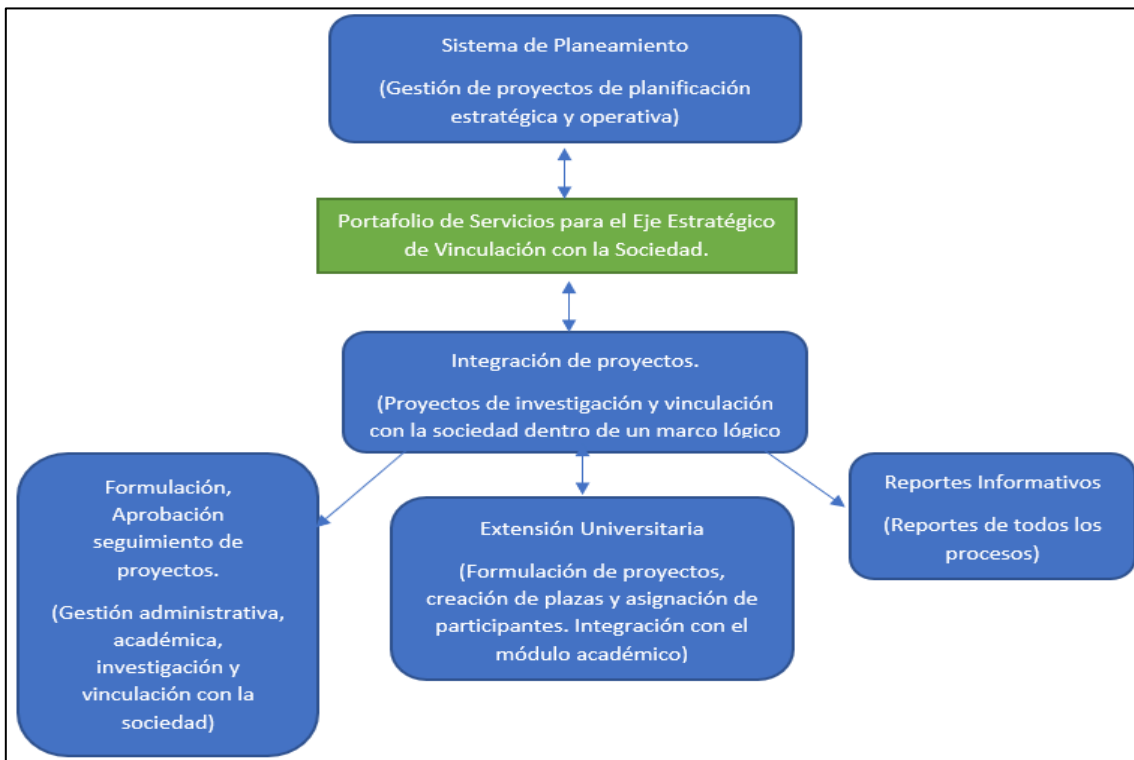 Sistema de Planeamiento
(Gestión de proyectos de planificación
estratégica y operativa)
Portafolio de Servicios para el Eje Estratégico
de Vinculación con la Sociedad.
Integración de proyectos.
(Proyectos de investigación y vinculación
con la sociedad dentro de un marco lógico
Formulación,
Aprobación
seguimiento de
proyectos.
(Gestión administrativa,
académica,
investigación y
vinculación con la
sociedad)
Extensión Universitaria
(Formulación de proyectos,
creación de plazas y asignación de
participantes. Integración con el
módulo académico)
Reportes Informativos
(Reportes de todos los
procesos)